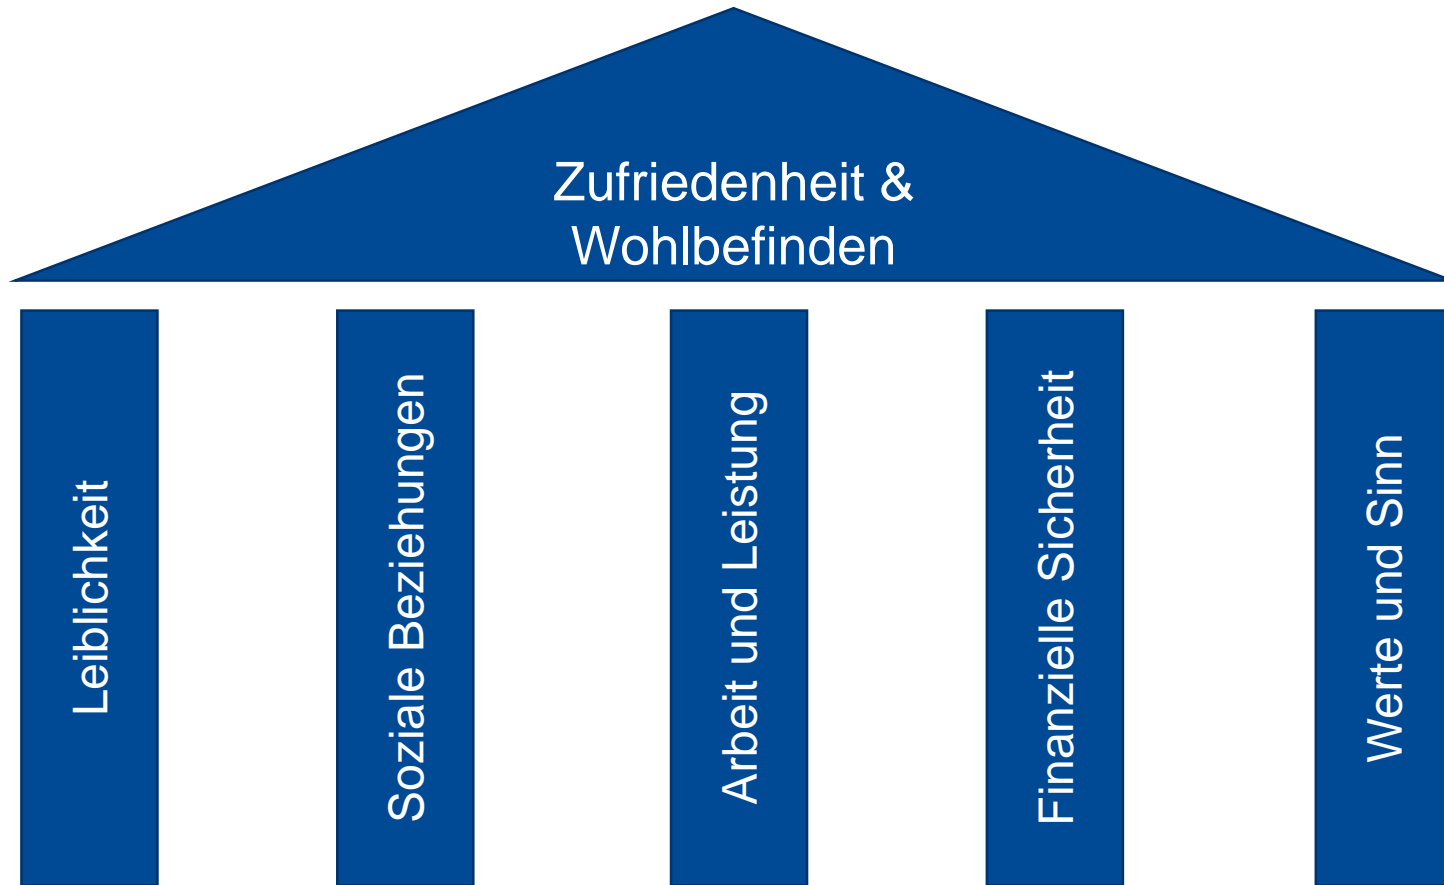 Zufriedenheit &
Wohlbefinden
Leiblichkeit
Soziale Beziehungen
Arbeit und Leistung
Finanzielle Sicherheit
Werte und Sinn